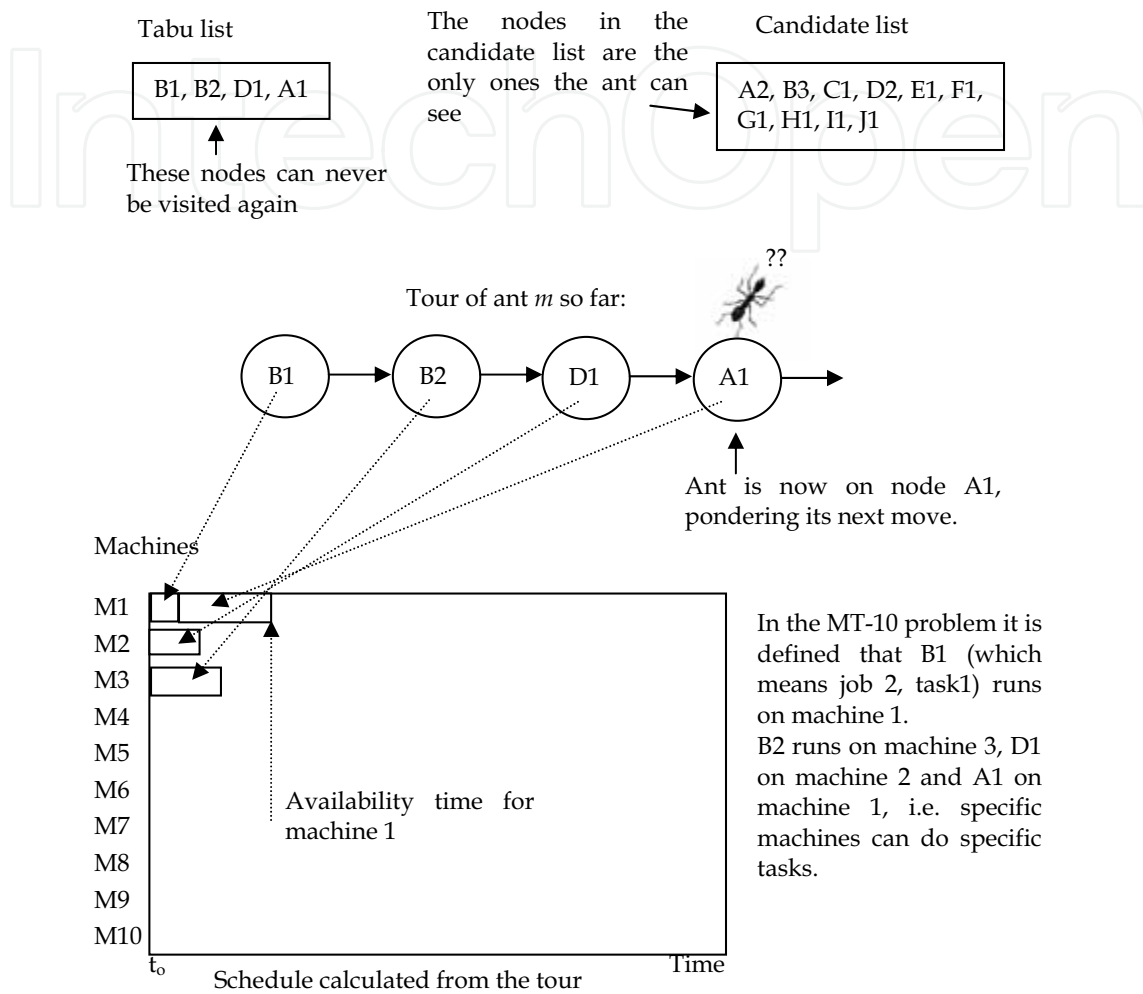 Tabu list
B1, B2, D1, A1
These nodes can never
be visited again
The nodes in the
candidate list are the
only ones the ant can
see
Candidate list
A2, B3, C1, D2, E1, F1,
G1, H1, I1, J1
IntechOpen
??
Tour of ant m so far:
B1
B2
D1
A1
Ant is now on node A1,
pondering its next move.
Machines
M1
M2
M3
M4
M5
M6
M7
M8
M9
M10
Availability time for
machine 1
In the MT-10 problem it is
defined that B1 (which
means job 2, task1) runs
on machine 1.
B2 runs on machine 3, D1
on machine 2 and A1 on
machine 1, i.e. specific
machines can do specific
tasks.
to
Time
Schedule calculated from the tour